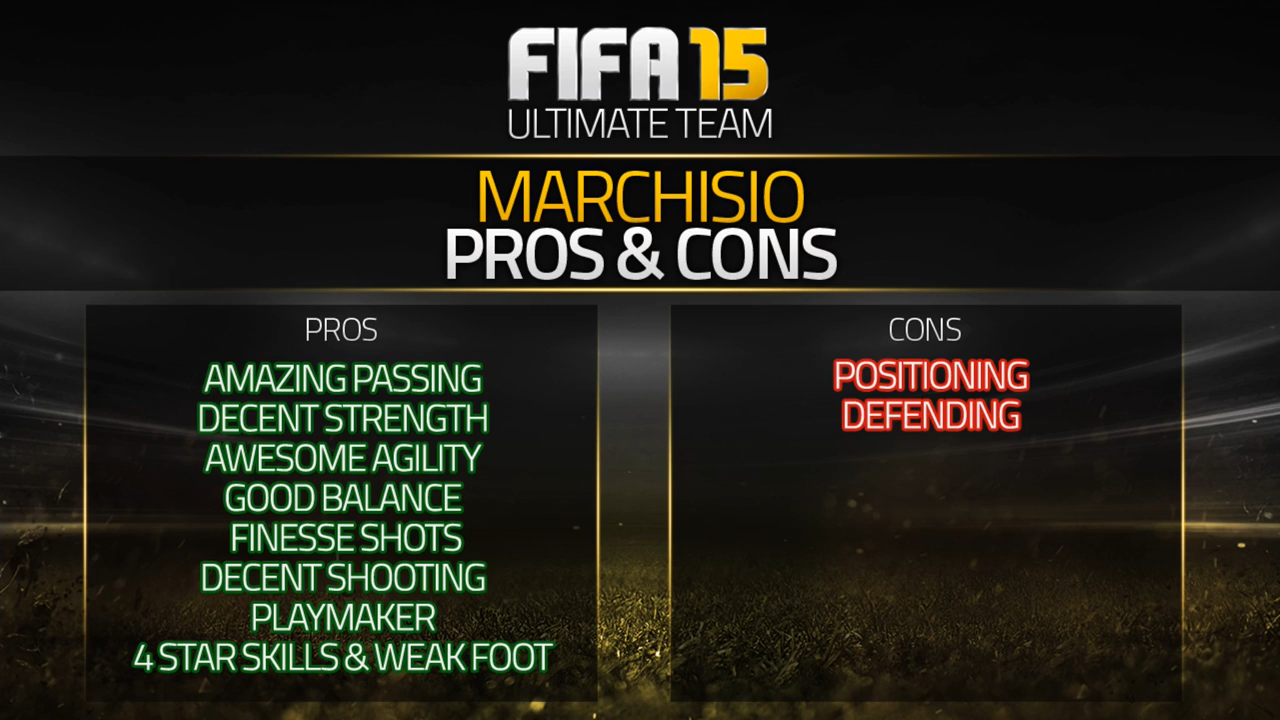 FIFA 15
ULTIMATE TEAM
MARCHISIO
PROS & CONS
PROS
AMAZING PASSING
DECENT STRENGTH
AWESOME AGILITY
GOOD BALANCE
FINESSE SHOTS
DECENT SHOOTING
PLAYMAKER
4 STAR SKILLS & WEAK FOOT
CONS
POSITIONING
DEFENDING